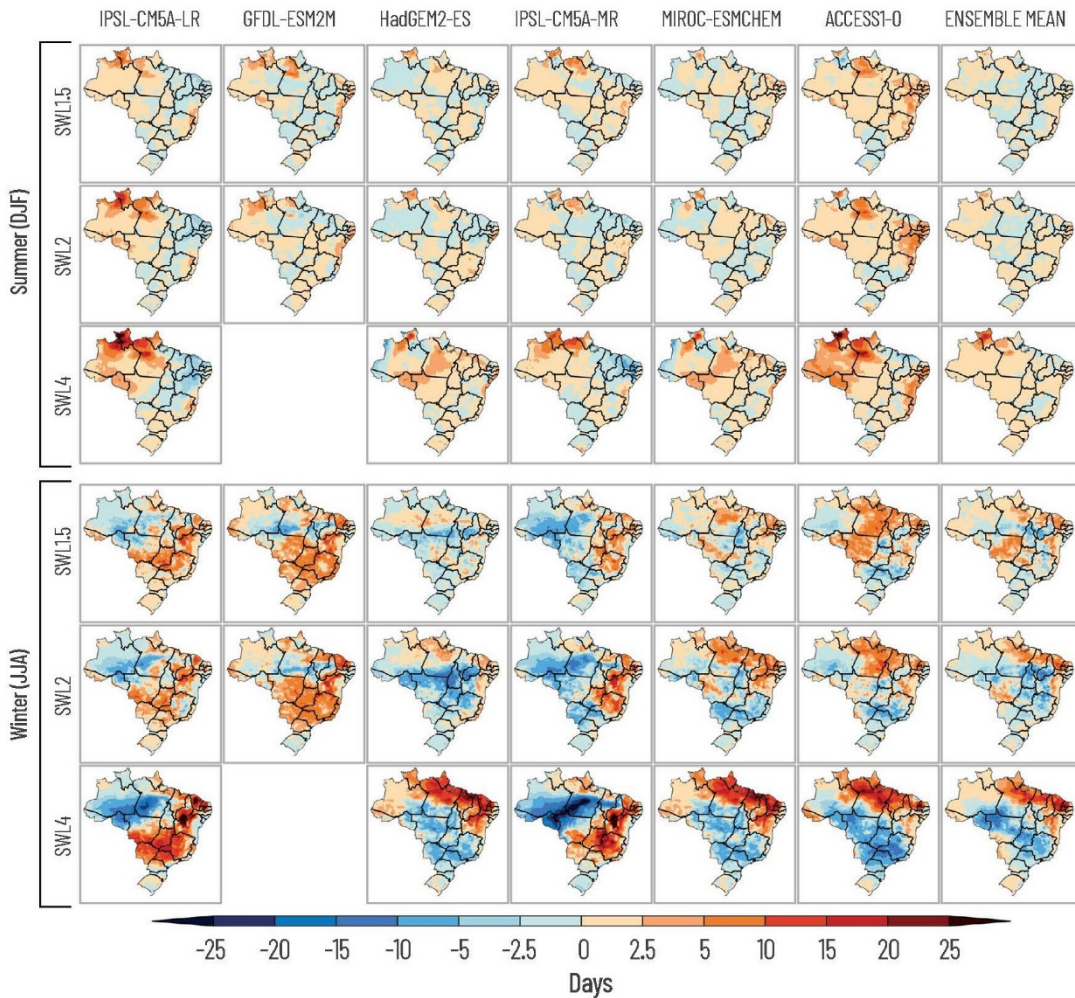 IPSL-CM5A-LR GFDL-ESM2M HadGEM2-ES IPSL-CM5A-MR MIROC-ESMCHEM ACCESS1-0 ENSEMBLE MEAN
Summer (DJF)
SWL1.5
SWL2
SWL4
Winter (JJA)
SWL1.5
SWL2
SWL4
-25 -20 -15 -10 -5 -2.5 0 2.5 5 10 15 20 25
Days